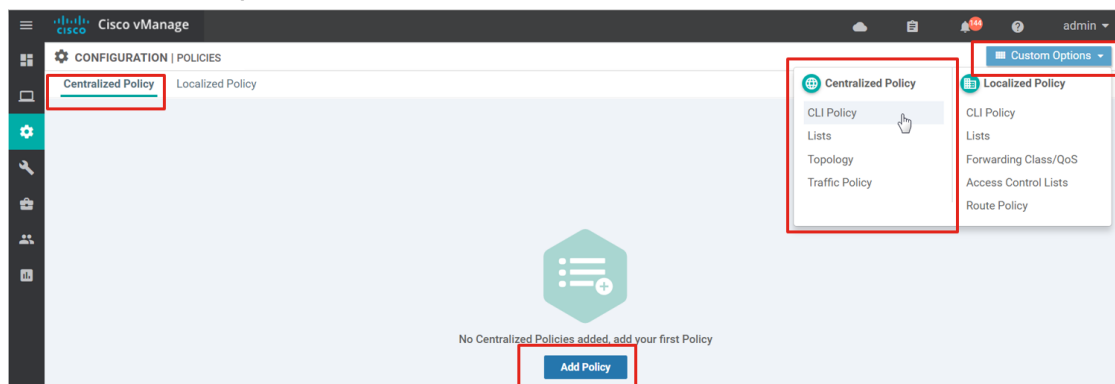 CISCO Cisco vManage 144 admin
CONFIGURATION | POLICIES Custom Options
Centralized Policy Localized Policy
Centralized Policy
CLI Policy
Lists
Topology
Traffic Policy
Localized Policy
CLI Policy
Lists
Forwarding Class/QoS
Access Control Lists
Route Policy
No Centralized Policies added, add your first Policy
Add Policy